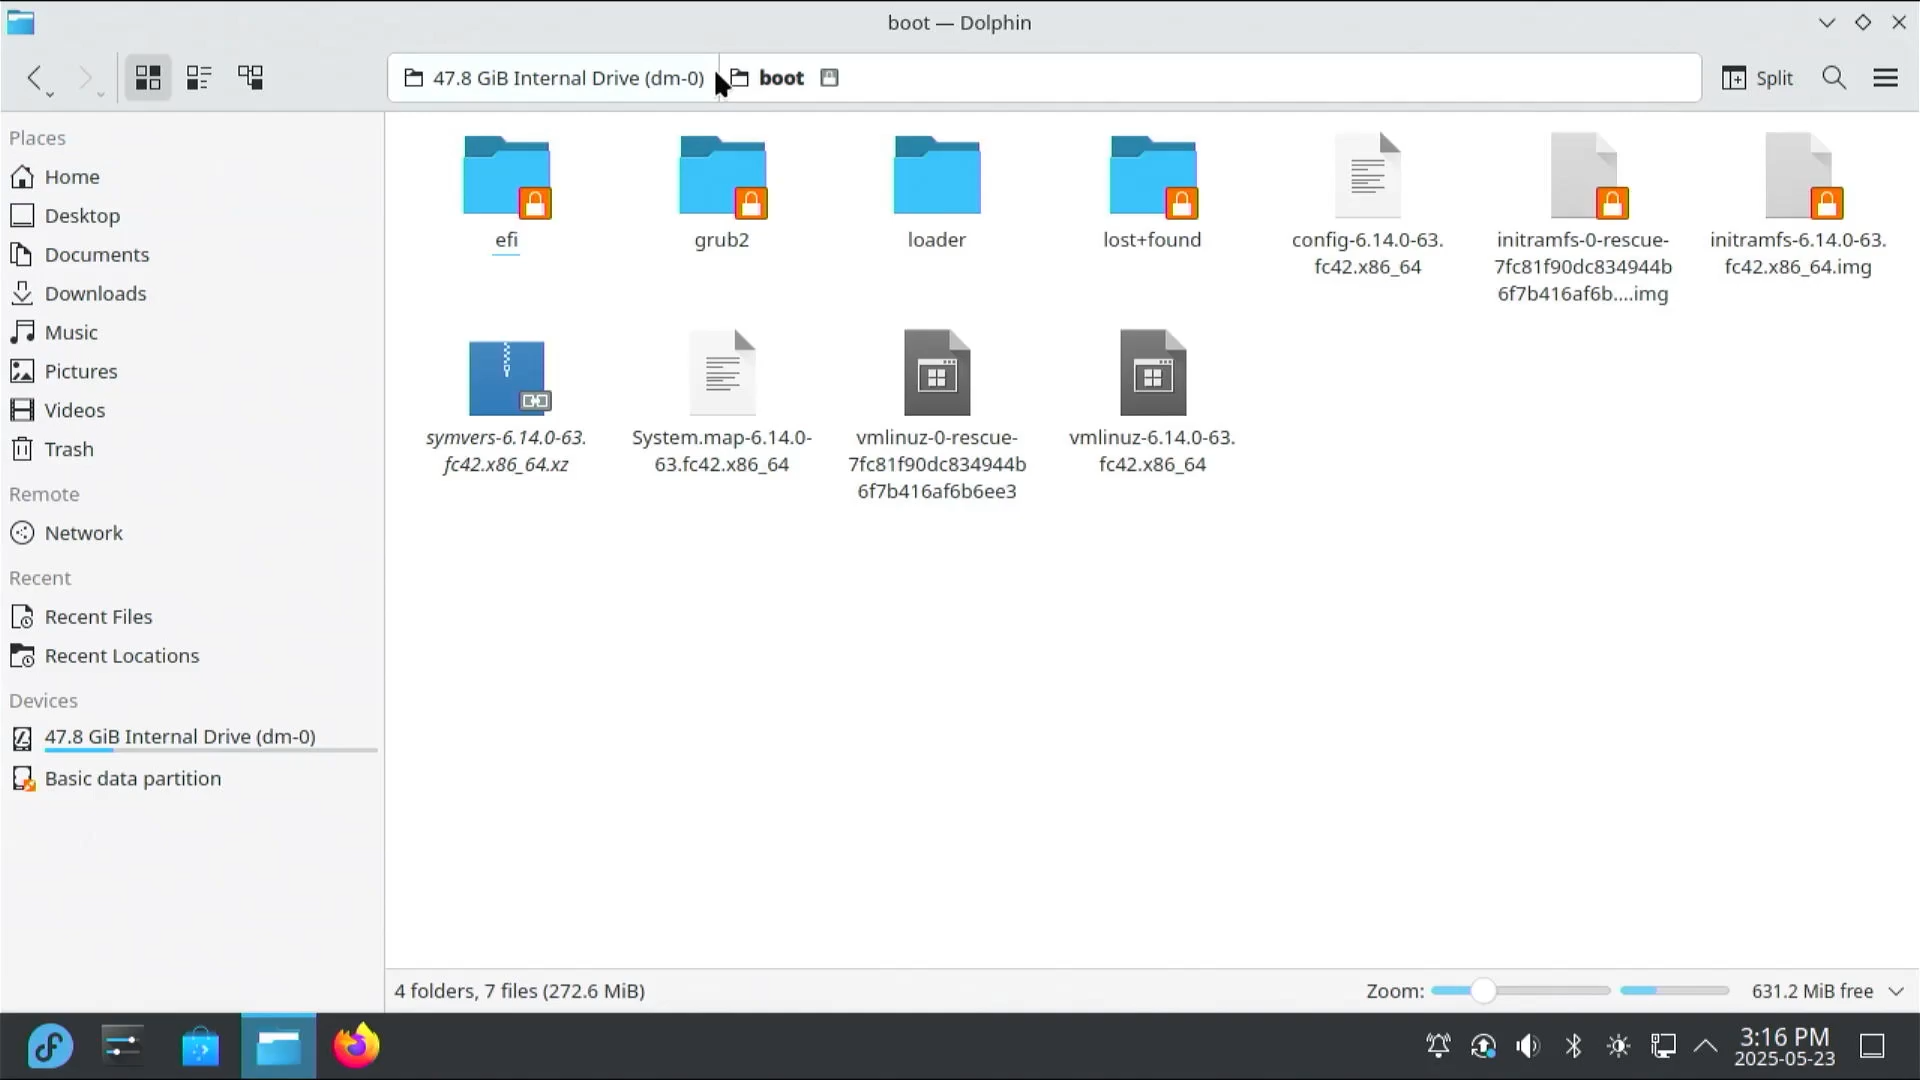 boot — Dolphin
47.8 GiB Internal Drive (dm-0)
boot
Split
Places
Home
Desktop
Documents
Downloads
Music
Pictures
Videos
Trash
Remote
Network
Recent
Recent Files
Recent Locations
Devices
47.8 GiB Internal Drive (dm-0)
Basic data partition
efi
grub2
loader
lost+found
config-6.14.0-63.
fc42.x86_64
initramfs-0-rescue-
7fc81f90dc834944b
6f7b416af6b....img
initramfs-6.14.0-63.
fc42.x86_64.img
symvers-6.14.0-63.
fc42.x86_64.xz
System.map-6.14.0-
63.fc42.x86_64
vmlinuz-0-rescue-
7fc81f90dc834944b
6f7b416af6b6ee3
vmlinuz-6.14.0-63.
fc42.x86_64
4 folders, 7 files (272.6 MiB)
Zoom:
631.2 MiB free
3:16 PM
2025-05-23